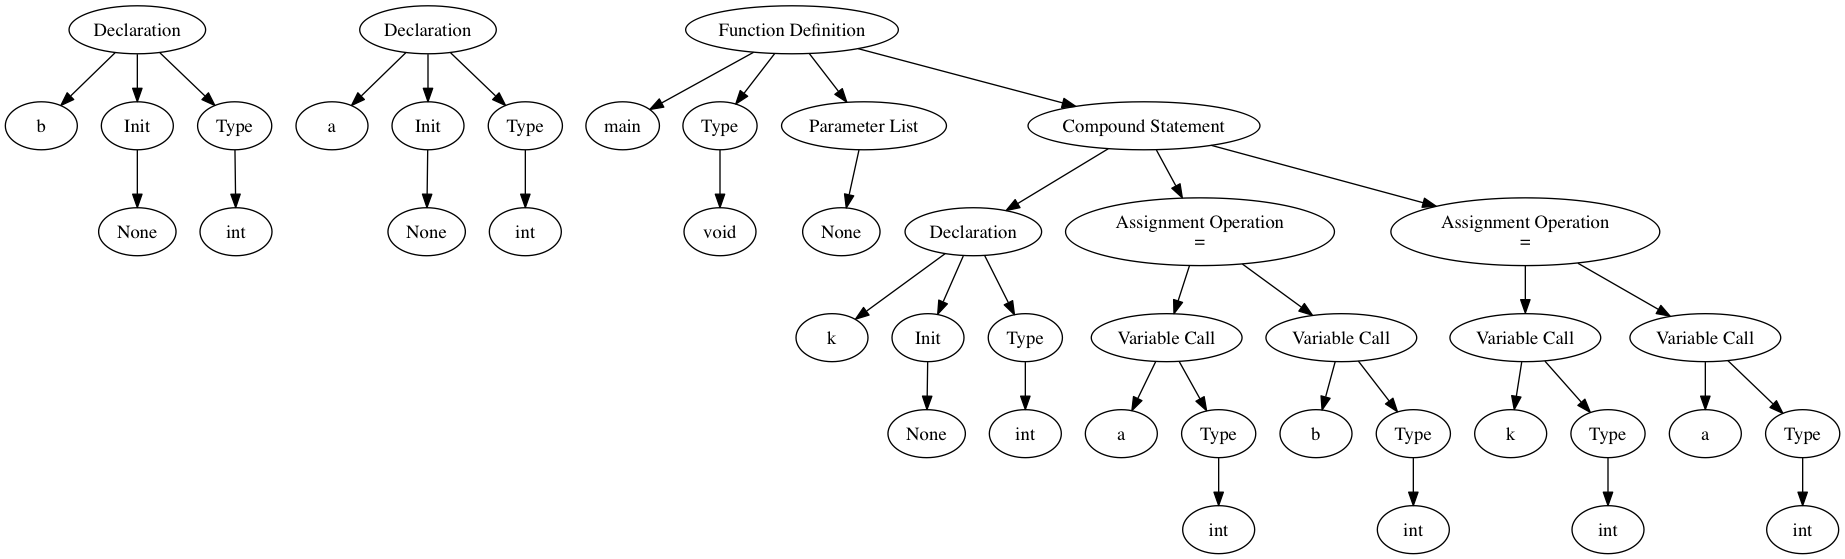 Declaration
Declaration
Function Definition
b
Init
Type
a
Init
Type
main
Type
Parameter List
Compound Statement
None
int
None
int
void
None
Declaration
Assignment Operation
=
Assignment Operation
=
k
Init
Type
Variable Call
Variable Call
Variable Call
Variable Call
None
int
a
Type
b
Type
k
Type
a
Type
int
int
int
int